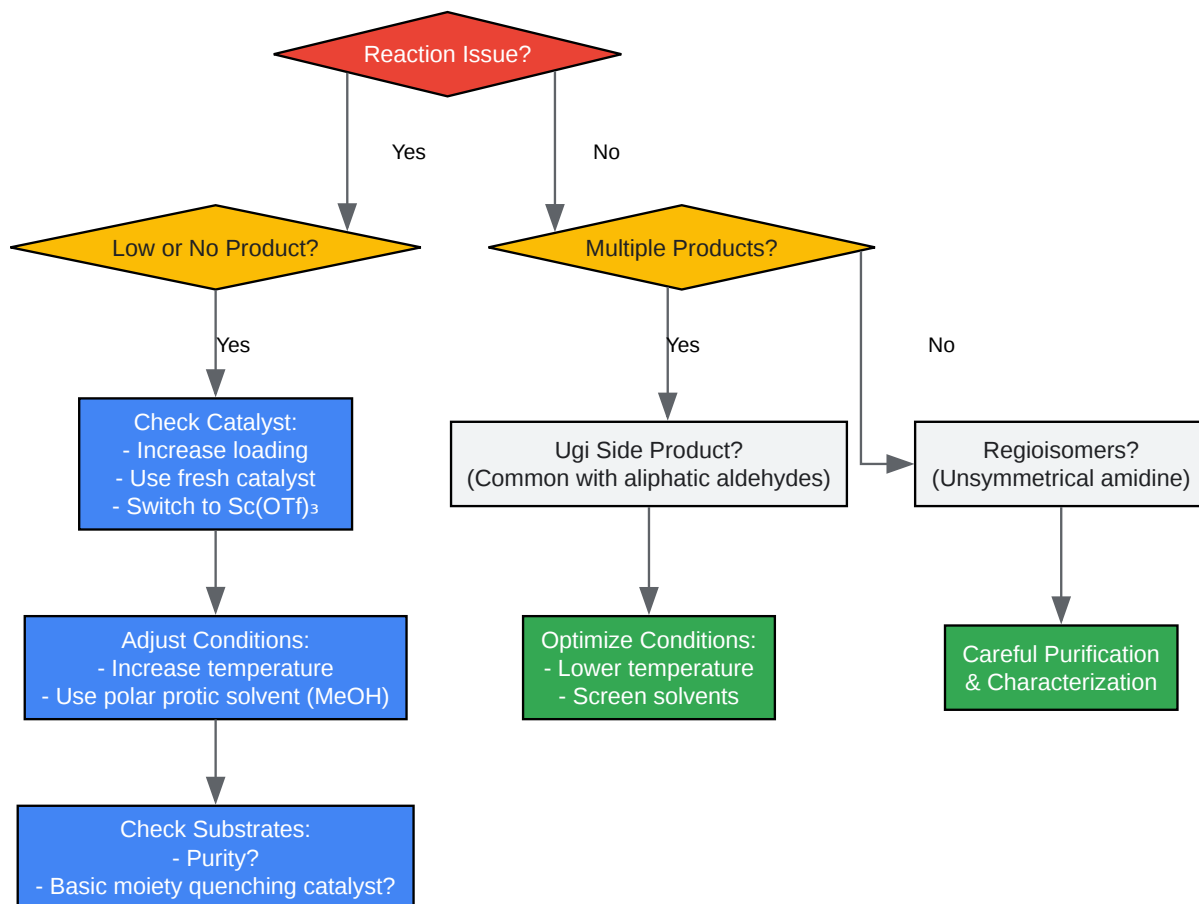 Reaction Issue?
Yes
No
Low or No Product?
Multiple Products?
Yes
Yes
No
Check Catalyst:
- Increase loading
- Use fresh catalyst
- Switch to Sc(OTf)₃
Ugi Side Product?
(Common with aliphatic aldehydes)
Regioisomers?
(Unsymmetrical amidine)
Adjust Conditions:
- Increase temperature
- Use polar protic solvent (MeOH)
Optimize Conditions:
- Lower temperature
- Screen solvents
Careful Purification
& Characterization
Check Substrates:
- Purity?
- Basic moiety quenching catalyst?